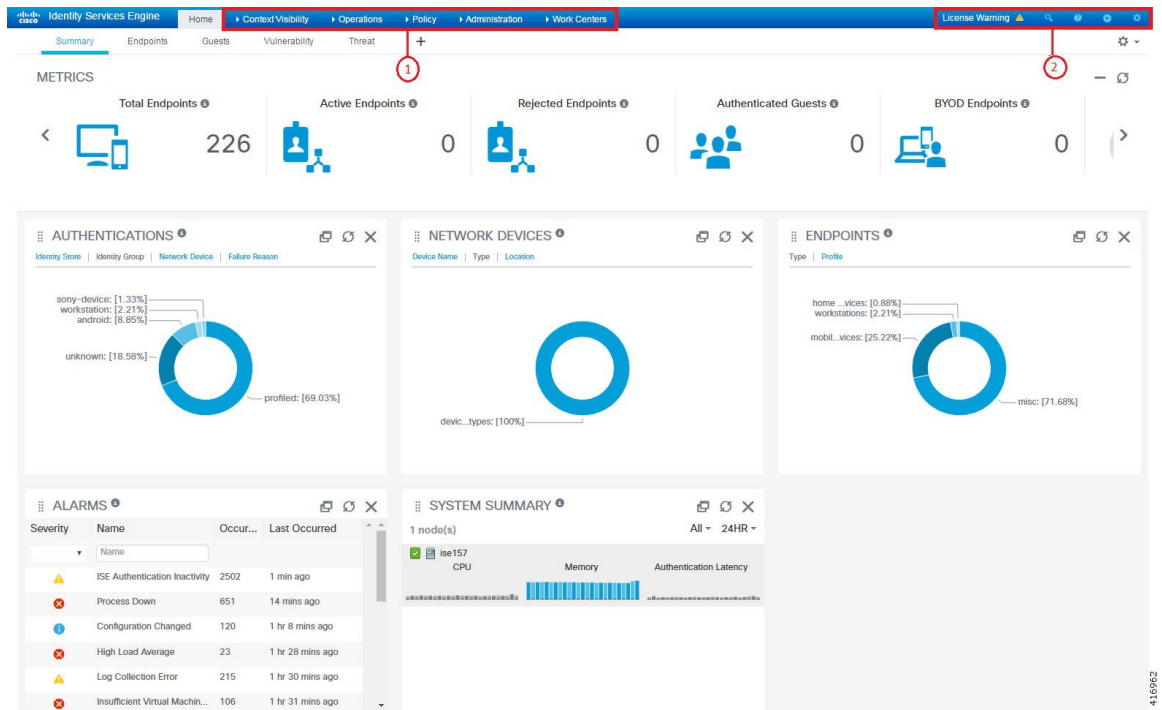 cisco Identity Services Engine Home Context Visibility Operations Policy Administration Work Centers License Warning
Summary Endpoints Guests Vulnerability Threat +
1 2
METRICS
Total Endpoints Active Endpoints Rejected Endpoints Authenticated Guests BYOD Endpoints
226 0 0 0 0
AUTHENTICATIONS
Identity Store | Identity Group | Network Device | Failure Reason
sony-device: [1.33%]
workstation: [2.21%]
android: [8.85%]
unknown: [18.58%]
profiled: [69.03%]
NETWORK DEVICES
Device Name | Type | Location
devic...types: [100%]
ENDPOINTS
Type | Profile
home ...vices: [0.88%]
workstations: [2.21%]
mobil...vices: [25.22%]
misc: [71.68%]
ALARMS
Severity Name Occur... Last Occurred
Name
ISE Authentication Inactivity 2502 1 min ago
Process Down 651 14 mins ago
Configuration Changed 120 1 hr 8 mins ago
High Load Average 23 1 hr 28 mins ago
Log Collection Error 215 1 hr 30 mins ago
Insufficient Virtual Machin... 106 1 hr 31 mins ago
SYSTEM SUMMARY
1 node(s) All 24HR
ise157
CPU Memory Authentication Latency
416962